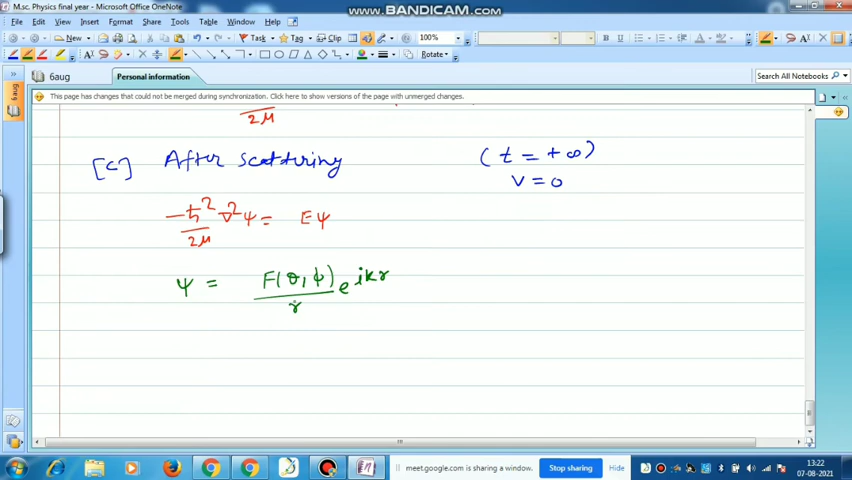 M.sc. Physics final year - Microsoft Office OneNote
www.BANDICAM.com
File Edit View Insert Format Share Tools Table Window Help
New Task Tag Clip 100% Rotate
6aug Personal information Search All Notebooks
This page has changes that could not be merged during synchronization. Click here to show versions of the page with unmerged changes.
2μ
[C] After scattering (t = +∞)
V = 0
-ℏ²/2μ ∇²ψ = Eψ
ψ = F(θ,ϕ)/r e^ikr
meet.google.com is sharing a window. Stop sharing Hide
13:22
07-08-2021